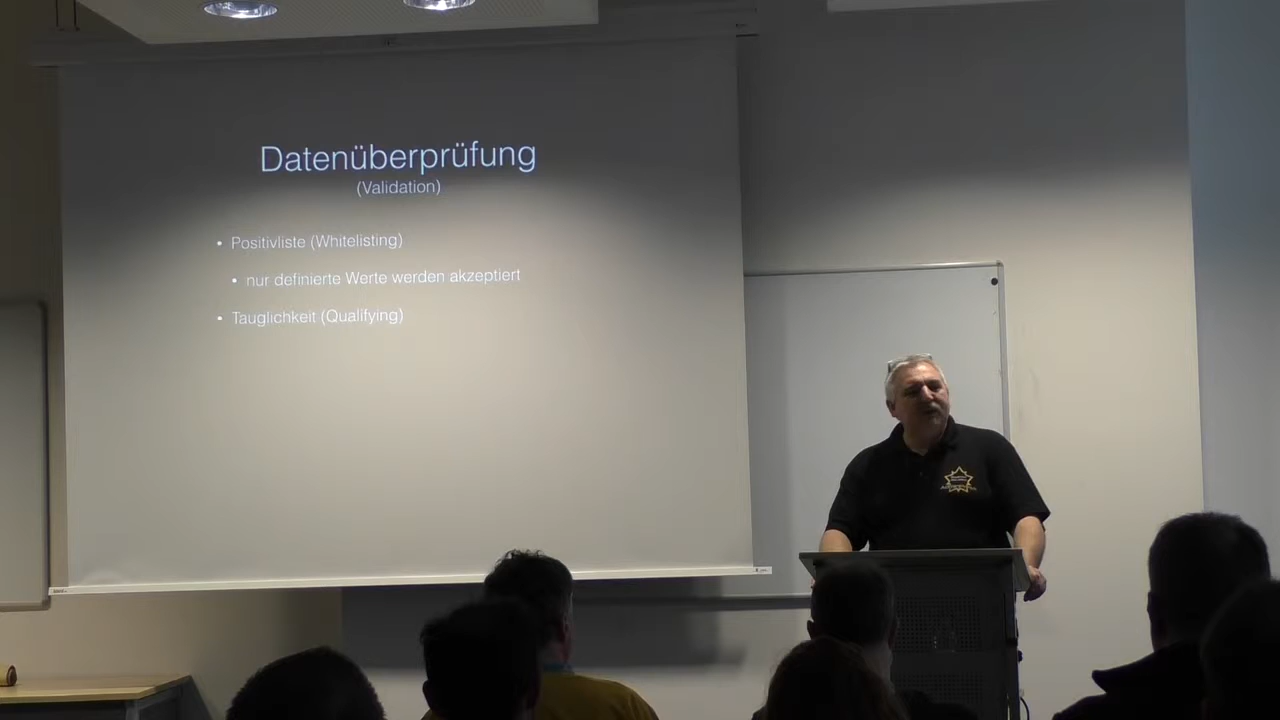 Datenüberprüfung
(Validation)
• Positivliste (Whitelisting)
• nur definierte Werte werden akzeptiert
• Tauglichkeit (Qualifying)